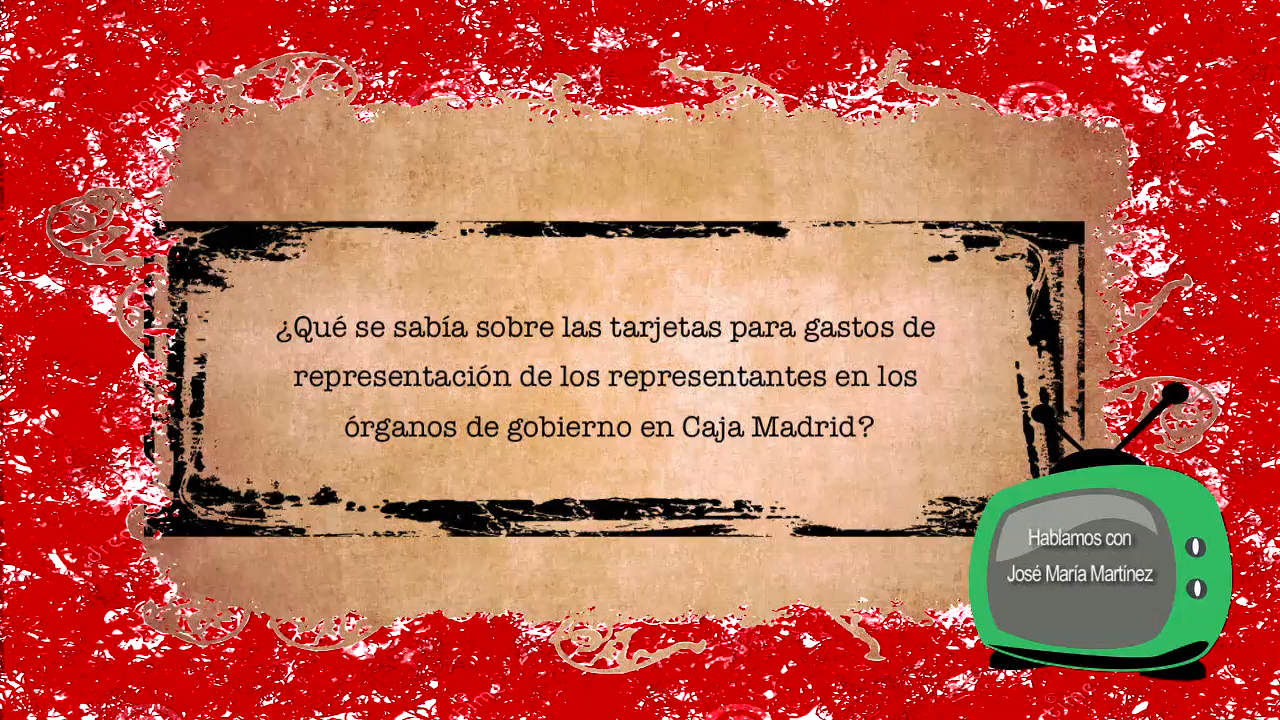 ¿Qué se sabía sobre las tarjetas para gastos de
representación de los representantes en los
órganos de gobierno en Caja Madrid?
Hablamos con
José María Martínez